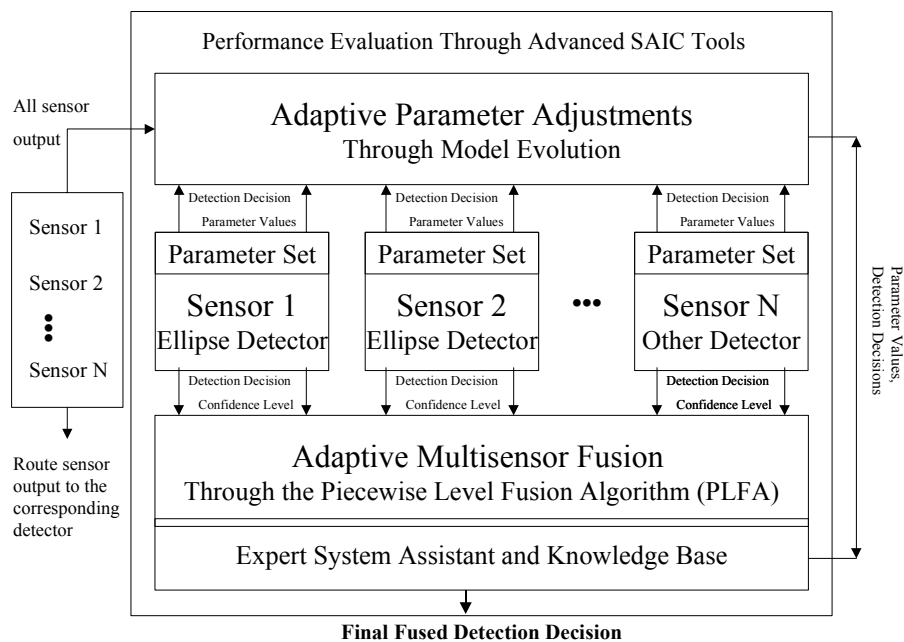 Performance Evaluation Through Advanced SAIC Tools
All sensor
output
Adaptive Parameter Adjustments
Through Model Evolution
Sensor 1
Sensor 2
Sensor N
Route sensor
output to the
corresponding
detector
Detection Decision
Parameter Values
Parameter Set
Sensor 1
Ellipse Detector
Detection Decision
Confidence Level
Detection Decision
Parameter Values
Parameter Set
Sensor 2
Ellipse Detector
Detection Decision
Confidence Level
Detection Decision
Parameter Values
Parameter Set
Sensor N
Other Detector
Detection Decision
Confidence Level
Parameter Values,
Detection Decisions
Adaptive Multisensor Fusion
Through the Piecewise Level Fusion Algorithm (PLFA)
Expert System Assistant and Knowledge Base
Final Fused Detection Decision